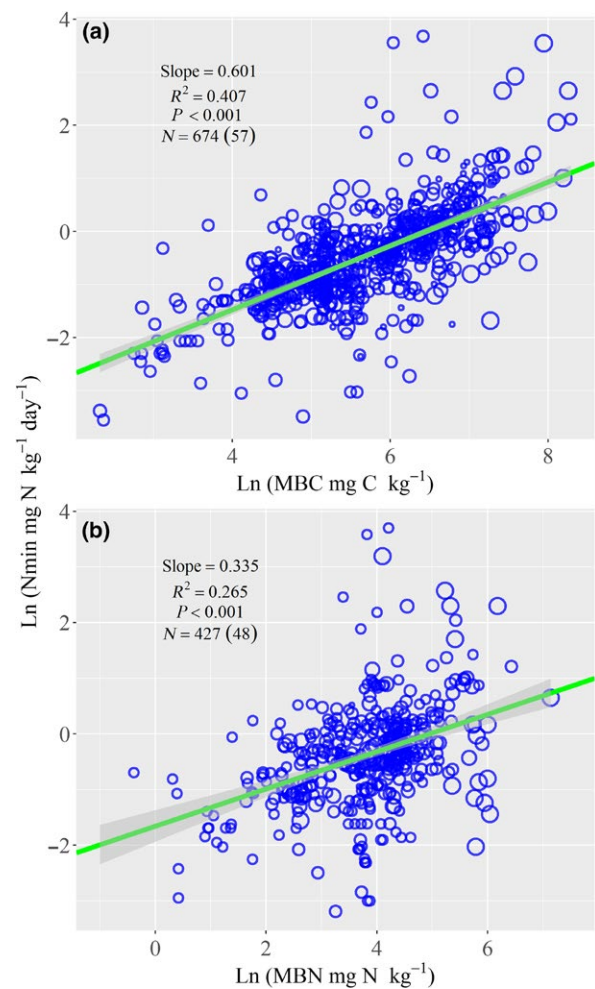 (a)
Slope = 0.601
R² = 0.407
P < 0.001
N = 674 (57)
4
2
0
−2
4 6 8
Ln (MBC mg C kg⁻¹)
Ln (Nmin mg N kg⁻¹ day⁻¹)
(b)
Slope = 0.335
R² = 0.265
P < 0.001
N = 427 (48)
4
2
0
−2
0 2 4 6
Ln (MBN mg N kg⁻¹)